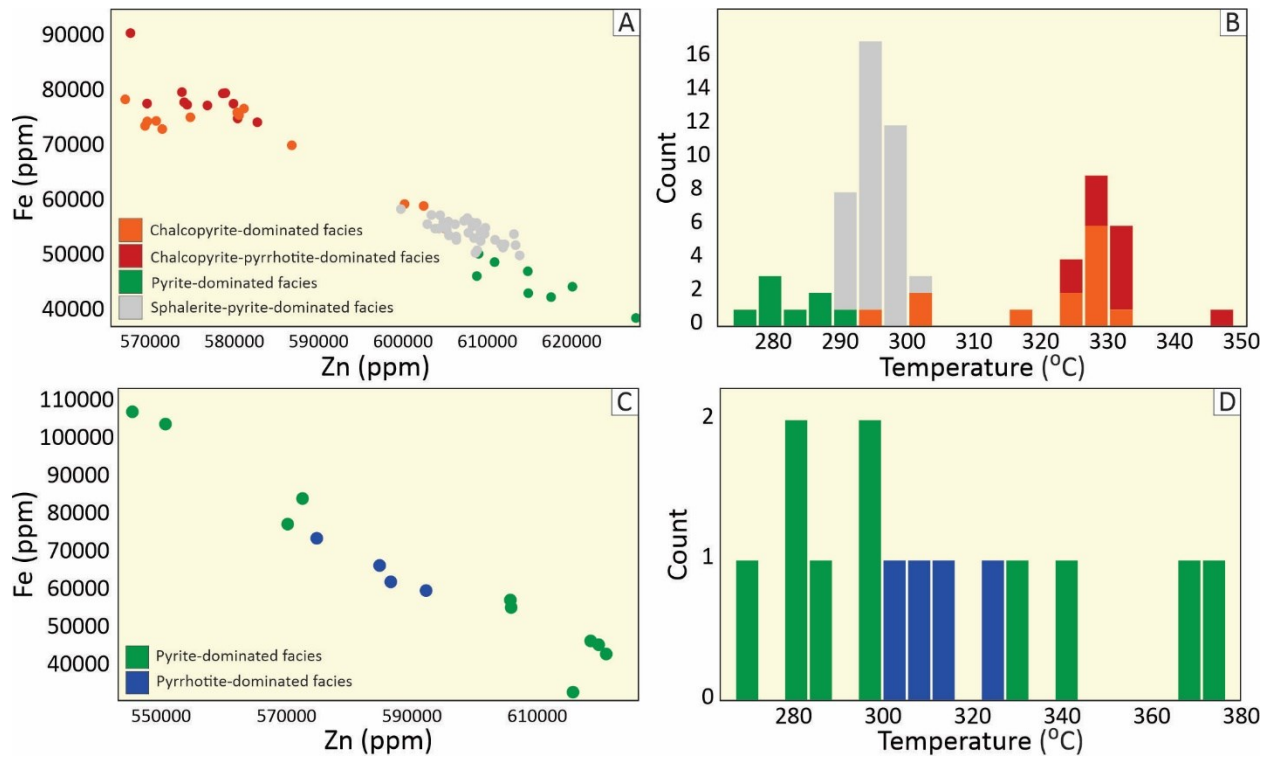 A
Fe (ppm)
90000
80000
70000
60000
50000
40000
Chalcopyrite-dominated facies
Chalcopyrite-pyrrhotite-dominated facies
Pyrite-dominated facies
Sphalerite-pyrite-dominated facies
570000 580000 590000 600000 610000 620000
Zn (ppm)
B
Count
16
14
12
10
8
6
4
2
0
280 290 300 310 320 330 340 350
Temperature (°C)
C
Fe (ppm)
110000
100000
90000
80000
70000
60000
50000
40000
Pyrite-dominated facies
Pyrrhotite-dominated facies
550000 570000 590000 610000
Zn (ppm)
D
Count
2
1
0
280 300 320 340 360 380
Temperature (°C)